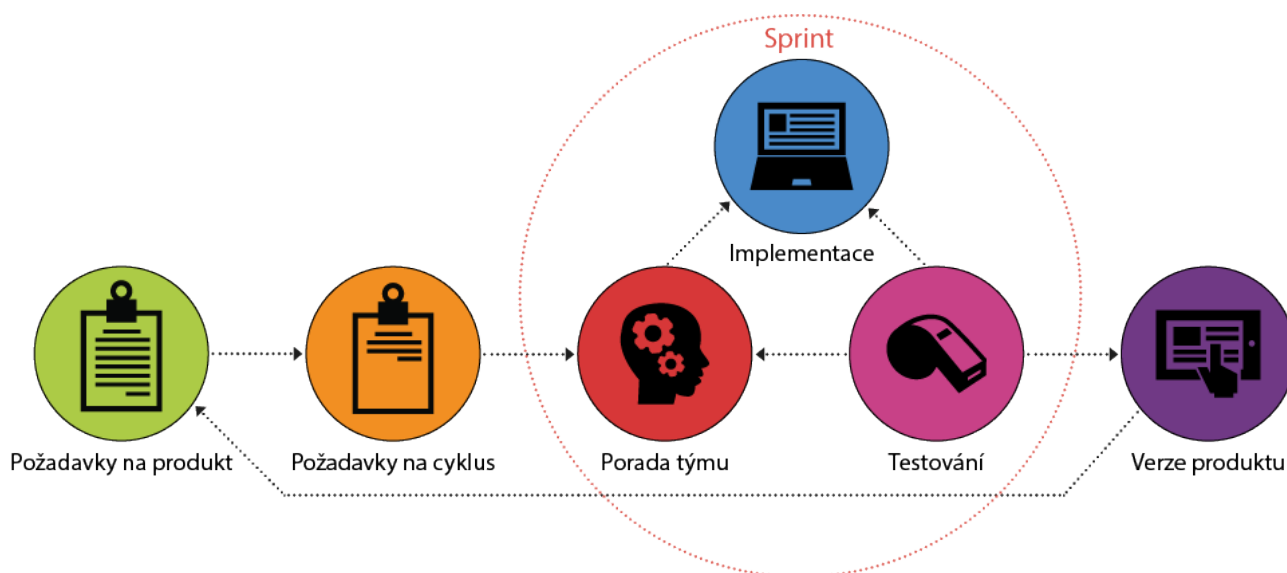 Sprint
Implementace
Požadavky na produkt
Požadavky na cyklus
Porada týmu
Testování
Verze produktu